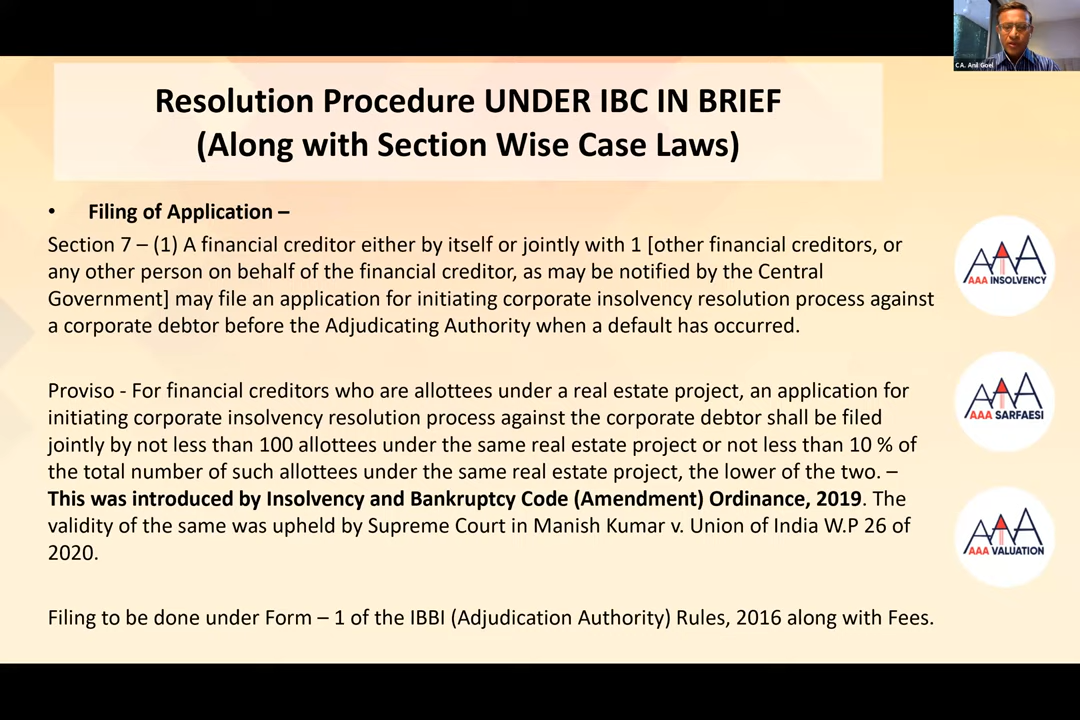 C.A. Anil Goel
Resolution Procedure UNDER IBC IN BRIEF
(Along with Section Wise Case Laws)
• Filing of Application –
Section 7 – (1) A financial creditor either by itself or jointly with 1 [other financial creditors, or
any other person on behalf of the financial creditor, as may be notified by the Central
Government] may file an application for initiating corporate insolvency resolution process against
a corporate debtor before the Adjudicating Authority when a default has occurred.
Proviso - For financial creditors who are allottees under a real estate project, an application for
initiating corporate insolvency resolution process against the corporate debtor shall be filed
jointly by not less than 100 allottees under the same real estate project or not less than 10 % of
the total number of such allottees under the same real estate project, the lower of the two. –
This was introduced by Insolvency and Bankruptcy Code (Amendment) Ordinance, 2019. The
validity of the same was upheld by Supreme Court in Manish Kumar v. Union of India W.P 26 of
2020.
Filing to be done under Form – 1 of the IBBI (Adjudication Authority) Rules, 2016 along with Fees.
AAA
AAA INSOLVENCY
AAA
AAA SARFAESI
AAA
AAA VALUATION